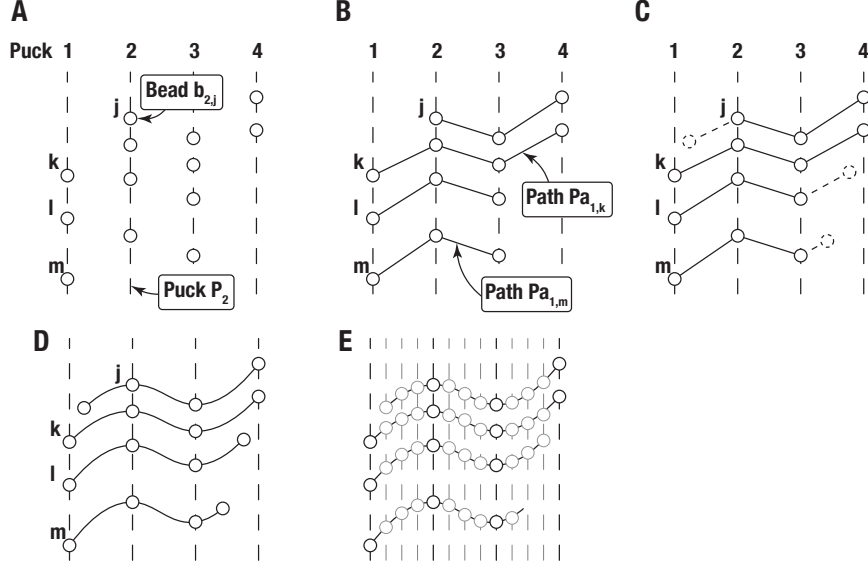 A
Puck 1 2 3 4
Bead b2,j
j
k
l
m
Puck P2
B
1 2 3 4
j
k
l
m
Path Pa1,k
Path Pa1,m
C
1 2 3 4
j
k
l
m
D
j
k
l
m
E